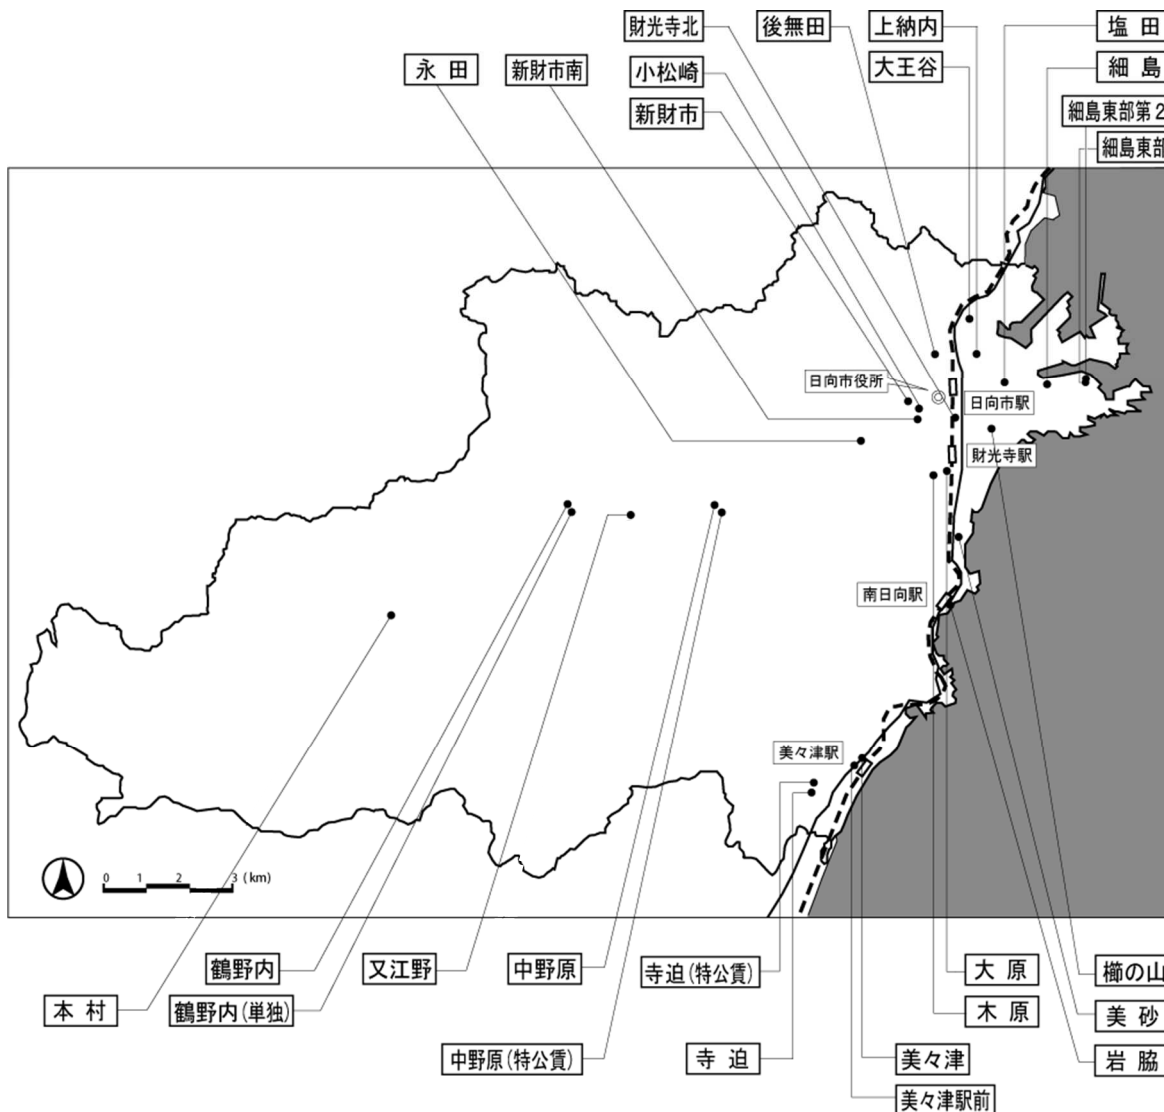 財光寺北
後無田
上納内
塩田
永田
新財市南
小松崎
大王谷
細島
新財市
細島東部第2
細島東部
日向市役所
日向市駅
財光寺駅
南日向駅
美々津駅
0 1 2 3 (km)
鶴野内
又江野
中野原
寺迫(特公賃)
大原
櫛の山
本村
鶴野内(単独)
木原
美砂
中野原(特公賃)
寺迫
美々津
岩脇
美々津駅前